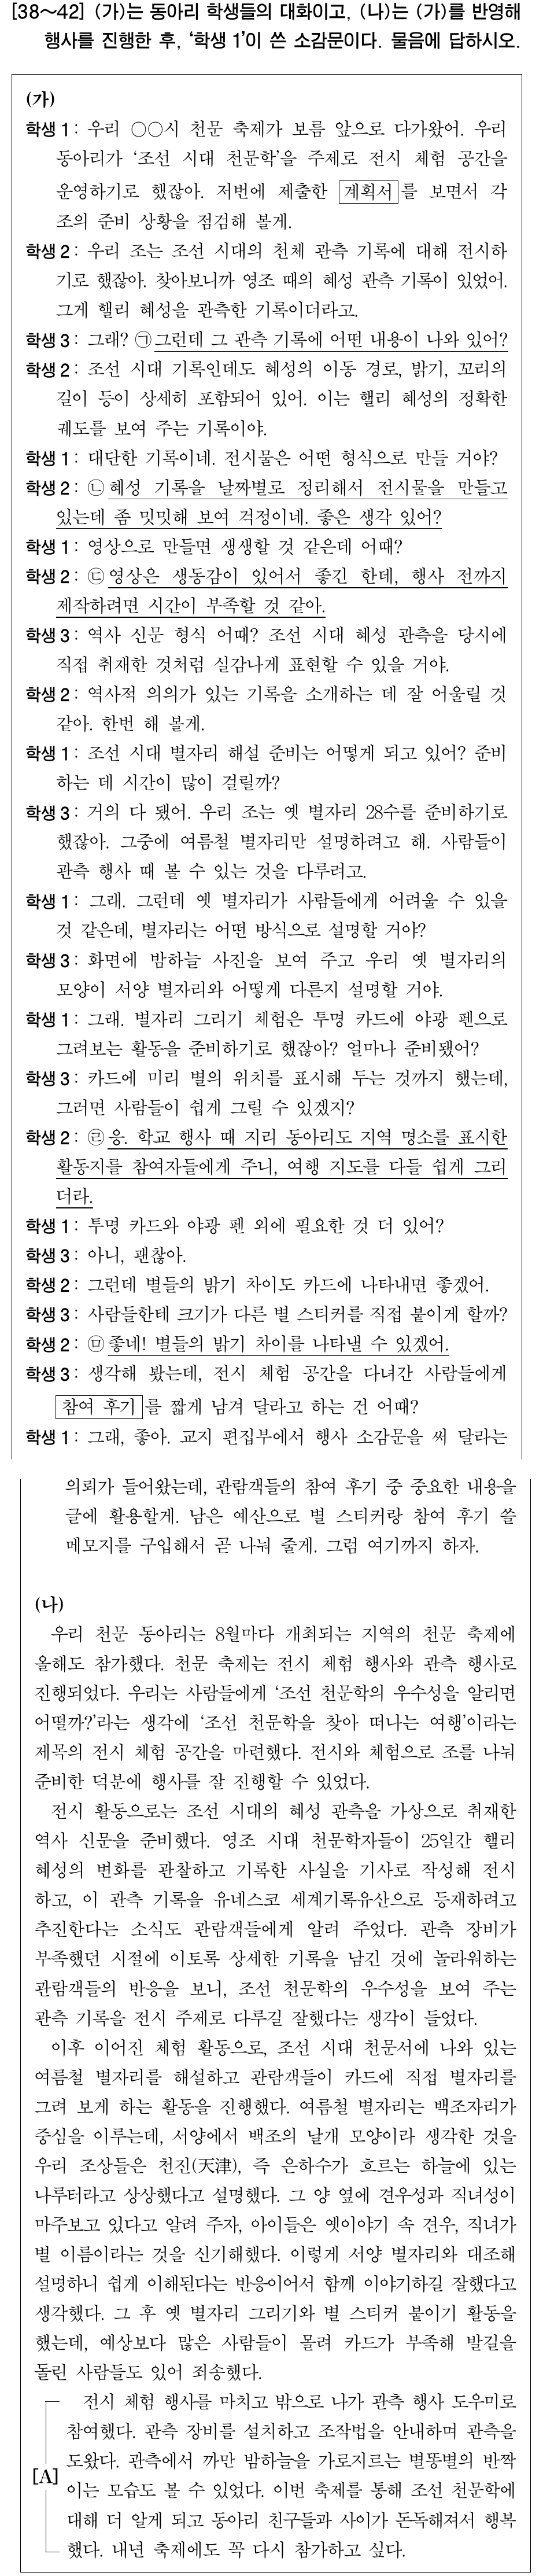 [38～42] (가)는 동아리 학생들의 대화이고, (나)는 (가)를 반영해
행사를 진행한 후, ‘학생 1’이 쓴 소감문이다. 물음에 답하시오.
(가)
학생 1 : 우리 ○○시 천문 축제가 보름 앞으로 다가왔어. 우리
동아리가 ‘조선 시대 천문학’을 주제로 전시 체험 공간을
운영하기로 했잖아. 저번에 제출한 계획서 를 보면서 각
조의 준비 상황을 점검해 볼게.
학생 2 : 우리 조는 조선 시대의 천체 관측 기록에 대해 전시하
기로 했잖아. 찾아보니까 영조 때의 혜성 관측 기록이 있었어.
그게 핼리 혜성을 관측한 기록이더라고.
학생 3 : 그래? ㉠그런데 그 관측 기록에 어떤 내용이 나와 있어?
학생 2 : 조선 시대 기록인데도 혜성의 이동 경로, 밝기, 꼬리의
길이 등이 상세히 포함되어 있어. 이는 핼리 혜성의 정확한
궤도를 보여 주는 기록이야.
학생 1 : 대단한 기록이네. 전시물은 어떤 형식으로 만들 거야?
학생 2 : ㉡혜성 기록을 날짜별로 정리해서 전시물을 만들고
있는데 좀 밋밋해 보여 걱정이네. 좋은 생각 있어?
학생 1 : 영상으로 만들면 생생할 것 같은데 어때?
학생 2 : ㉢영상은 생동감이 있어서 좋긴 한데, 행사 전까지
제작하려면 시간이 부족할 것 같아.
학생 3 : 역사 신문 형식 어때? 조선 시대 혜성 관측을 당시에
직접 취재한 것처럼 실감나게 표현할 수 있을 거야.
학생 2 : 역사적 의의가 있는 기록을 소개하는 데 잘 어울릴 것
같아. 한번 해 볼게.
학생 1 : 조선 시대 별자리 해설 준비는 어떻게 되고 있어? 준비
하는 데 시간이 많이 걸릴까?
학생 3 : 거의 다 됐어. 우리 조는 옛 별자리 28수를 준비하기로
했잖아. 그중에 여름철 별자리만 설명하려고 해. 사람들이
관측 행사 때 볼 수 있는 것을 다루려고.
학생 1 : 그래. 그런데 옛 별자리가 사람들에게 어려울 수 있을
것 같은데, 별자리는 어떤 방식으로 설명할 거야?
학생 3 : 화면에 밤하늘 사진을 보여 주고 우리 옛 별자리의
모양이 서양 별자리와 어떻게 다른지 설명할 거야.
학생 1 : 그래. 별자리 그리기 체험은 투명 카드에 야광 펜으로
그려보는 활동을 준비하기로 했잖아? 얼마나 준비됐어?
학생 3 : 카드에 미리 별의 위치를 표시해 두는 것까지 했는데,
그러면 사람들이 쉽게 그릴 수 있겠지?
학생 2 : ㉣응. 학교 행사 때 지리 동아리도 지역 명소를 표시한
활동지를 참여자들에게 주니, 여행 지도를 다들 쉽게 그리
더라.
학생 1 : 투명 카드와 야광 펜 외에 필요한 것 더 있어?
학생 3 : 아니, 괜찮아.
학생 2 : 그런데 별들의 밝기 차이도 카드에 나타내면 좋겠어.
학생 3 : 사람들한테 크기가 다른 별 스티커를 직접 붙이게 할까?
학생 2 : ㉤좋네! 별들의 밝기 차이를 나타낼 수 있겠어.
학생 3 : 생각해 봤는데, 전시 체험 공간을 다녀간 사람들에게
참여 후기 를 짧게 남겨 달라고 하는 건 어때?
학생 1 : 그래, 좋아. 교지 편집부에서 행사 소감문을 써 달라는
의뢰가 들어왔는데, 관람객들의 참여 후기 중 중요한 내용을
글에 활용할게. 남은 예산으로 별 스티커랑 참여 후기 쓸
메모지를 구입해서 곧 나눠 줄게. 그럼 여기까지 하자.
(나)
우리 천문 동아리는 8월마다 개최되는 지역의 천문 축제에
올해도 참가했다. 천문 축제는 전시 체험 행사와 관측 행사로
진행되었다. 우리는 사람들에게 ‘조선 천문학의 우수성을 알리면
어떨까?’라는 생각에 ‘조선 천문학을 찾아 떠나는 여행’이라는
제목의 전시 체험 공간을 마련했다. 전시와 체험으로 조를 나눠
준비한 덕분에 행사를 잘 진행할 수 있었다.
전시 활동으로는 조선 시대의 혜성 관측을 가상으로 취재한
역사 신문을 준비했다. 영조 시대 천문학자들이 25일간 핼리
혜성의 변화를 관찰하고 기록한 사실을 기사로 작성해 전시
하고, 이 관측 기록을 유네스코 세계기록유산으로 등재하려고
추진한다는 소식도 관람객들에게 알려 주었다. 관측 장비가
부족했던 시절에 이토록 상세한 기록을 남긴 것에 놀라워하는
관람객들의 반응을 보니, 조선 천문학의 우수성을 보여 주는
관측 기록을 전시 주제로 다루길 잘했다는 생각이 들었다.
이후 이어진 체험 활동으로, 조선 시대 천문서에 나와 있는
여름철 별자리를 해설하고 관람객들이 카드에 직접 별자리를
그려 보게 하는 활동을 진행했다. 여름철 별자리는 백조자리가
중심을 이루는데, 서양에서 백조의 날개 모양이라 생각한 것을
우리 조상들은 천진(天津), 즉 은하수가 흐르는 하늘에 있는
나루터라고 상상했다고 설명했다. 그 양 옆에 견우성과 직녀성이
마주보고 있다고 알려 주자, 아이들은 옛이야기 속 견우, 직녀가
별 이름이라는 것을 신기해했다. 이렇게 서양 별자리와 대조해
설명하니 쉽게 이해된다는 반응이어서 함께 이야기하길 잘했다고
생각했다. 그 후 옛 별자리 그리기와 별 스티커 붙이기 활동을
했는데, 예상보다 많은 사람들이 몰려 카드가 부족해 발길을
돌린 사람들도 있어 죄송했다.
전시 체험 행사를 마치고 밖으로 나가 관측 행사 도우미로
참여했다. 관측 장비를 설치하고 조작법을 안내하며 관측을
도왔다. 관측에서 까만 밤하늘을 가로지르는 별똥별의 반짝
[A] 이는 모습도 볼 수 있었다. 이번 축제를 통해 조선 천문학에
대해 더 알게 되고 동아리 친구들과 사이가 돈독해져서 행복
했다. 내년 축제에도 꼭 다시 참가하고 싶다.